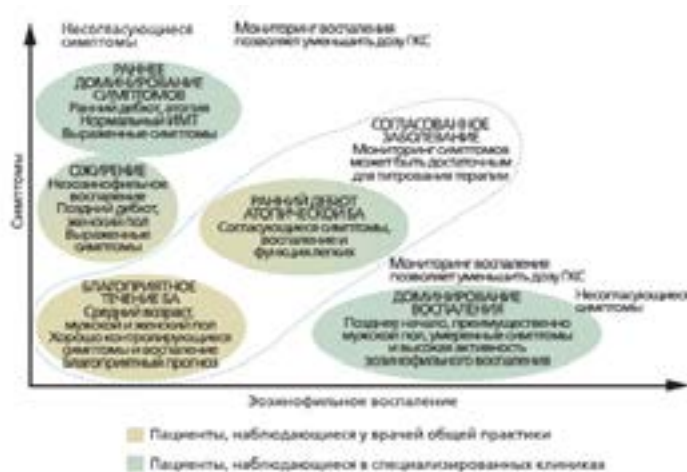 Несогласующиеся
симптомы
Мониторинг воспаления
позволяет уменьшить дозу ГКС
РАННЕЕ
ДОМИНИРОВАНИЕ
СИМПТОМОВ
Ранний дебют, атопия
Нормальный ИМТ
Выраженные симптомы
СОГЛАСОВАННОЕ
ЗАБОЛЕВАНИЕ
Мониторинг симптомов
может быть достаточным
для титрования терапии
ОЖИРЕНИЕ
Неэозинофильное
воспаление
Поздний дебют,
женский пол
Выраженные
симптомы
РАННИЙ ДЕБЮТ
АТОПИЧЕСКОЙ БА
Согласующиеся симптомы,
воспаление и
функция легких
Симптомы
Мониторинг воспаления
позволяет уменьшить дозу ГКС
Несогласующиеся
симптомы
БЛАГОПРИЯТНОЕ
ТЕЧЕНИЕ БА
Средний возраст,
мужской и женский пол
Хорошо контролирующиеся
симптомы и воспаление
Благоприятный прогноз
ДОМИНИРОВАНИЕ
ВОСПАЛЕНИЯ
Позднее начало, преимущественно
мужской пол, умеренные симптомы
и высокая активность
эозинофильного воспаления
Эозинофильное воспаление
Пациенты, наблюдающиеся у врачей общей практики
Пациенты, наблюдающиеся в специализированных клиниках